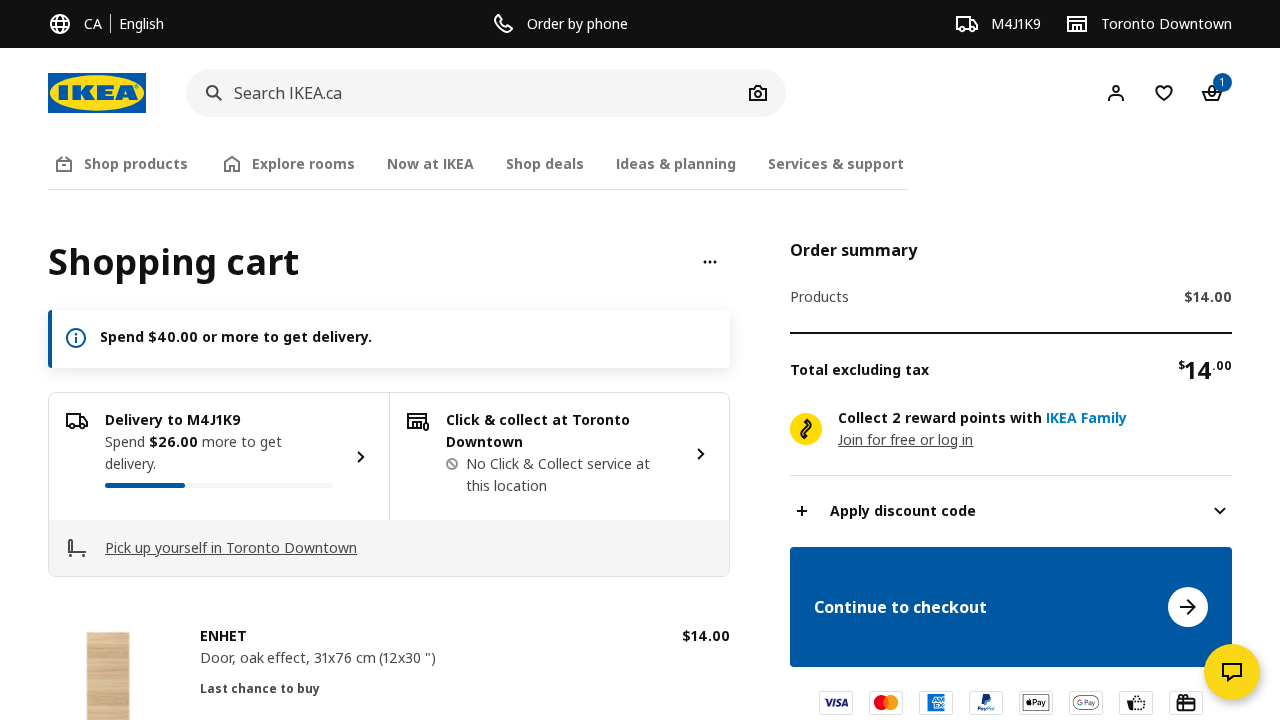 CA
English
Order by phone
M4J1K9
Toronto Downtown
IKEA
Search IKEA.ca
1
Shop products
Explore rooms
Now at IKEA
Shop deals
Ideas & planning
Services & support
Shopping cart
Spend $40.00 or more to get delivery.
Delivery to M4J1K9
Spend $26.00 more to get
delivery.
Click & collect at Toronto
Downtown
No Click & Collect service at
this location
Pick up yourself in Toronto Downtown
ENHET
$14.00
Door, oak effect, 31x76 cm (12x30 ")
Last chance to buy
Order summary
Products
$14.00
Total excluding tax
$14.00
Collect 2 reward points with IKEA Family
Join for free or log in
Apply discount code
Continue to checkout
VISA
AM
EX
PayPal
Pay
G Pay